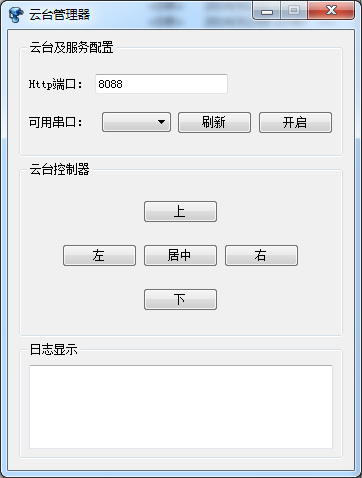 云台管理器
云台及服务配置
Http端口： 8088
可用串口： 刷新 开启
云台控制器
上
左 居中 右
下
日志显示